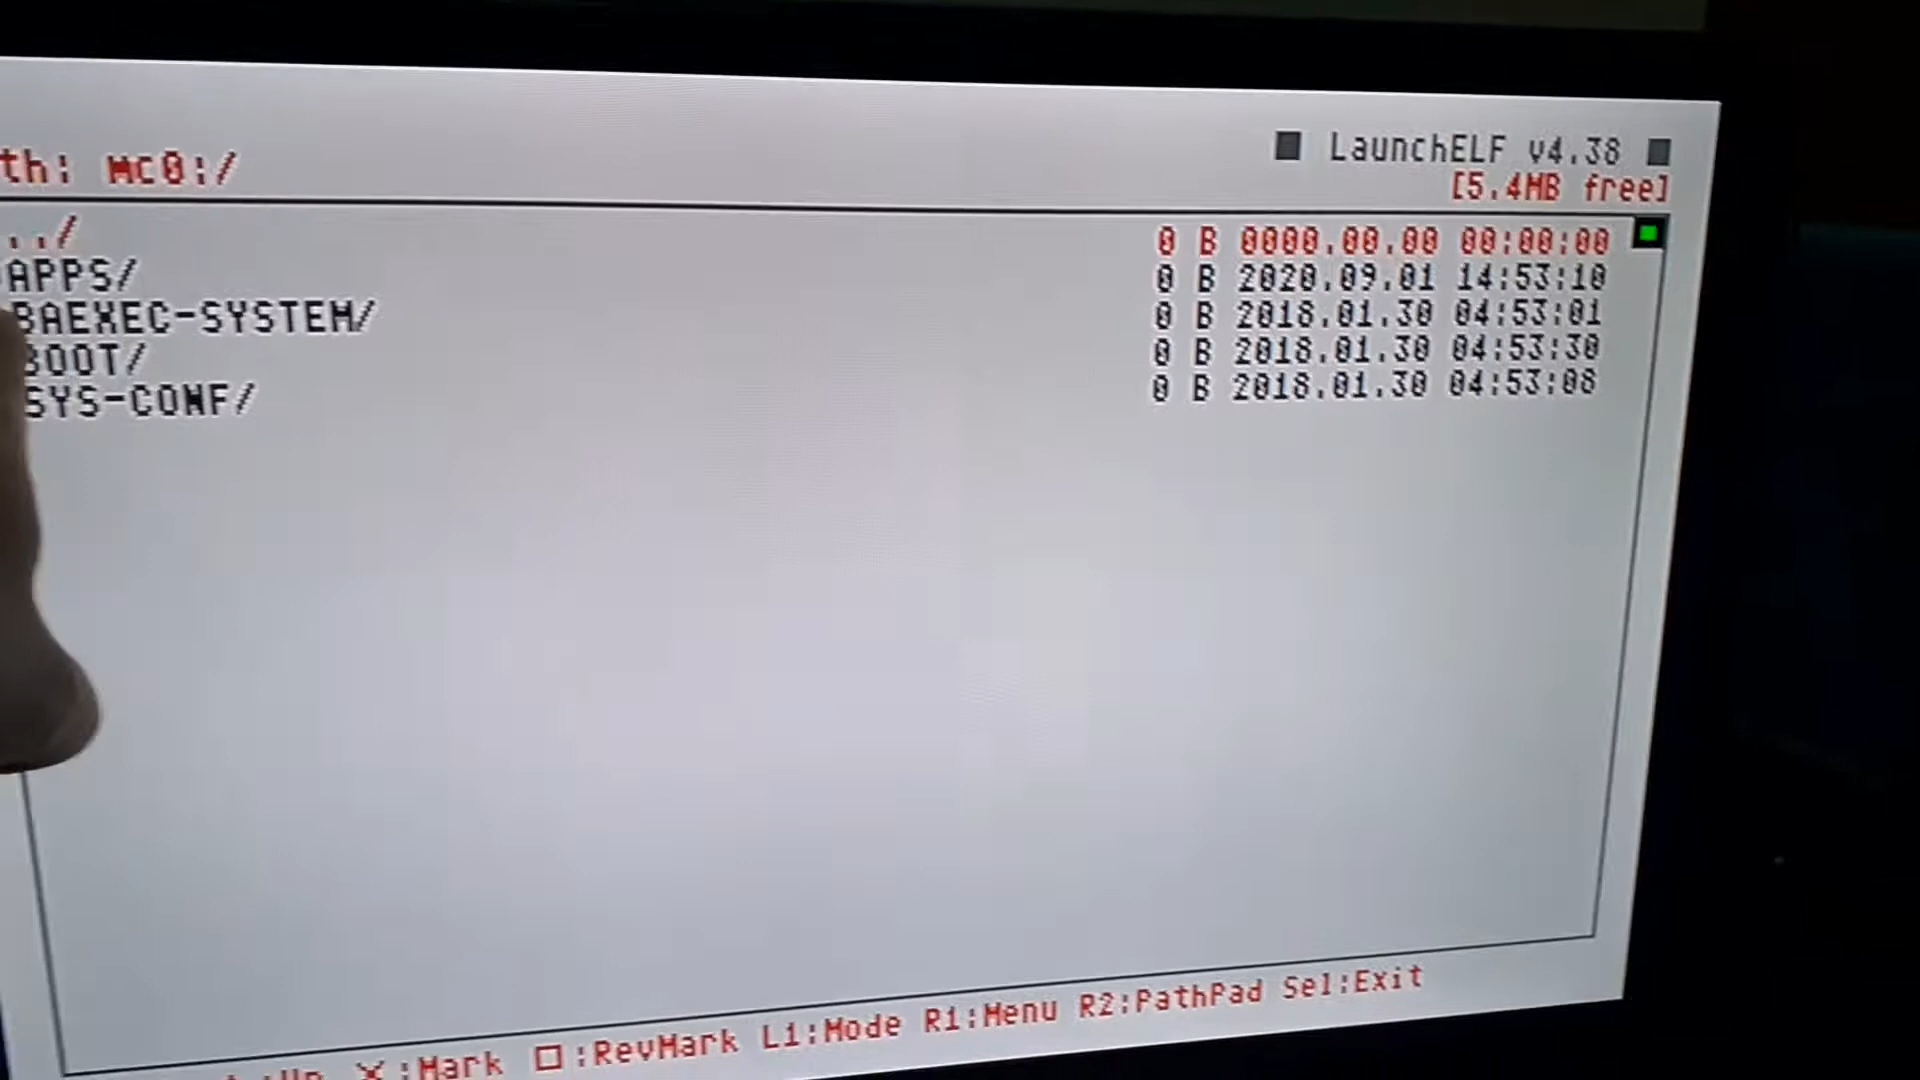 LaunchELF v4.38
th: mc0:/
[5.4MB free]
../ 0 B 0000.00.00 00:00:00
APPS/ 0 B 2020.09.01 14:53:10
BAEXEC-SYSTEM/ 0 B 2018.01.30 04:53:01
BOOT/ 0 B 2018.01.30 04:53:30
SYS-CONF/ 0 B 2018.01.30 04:53:08
:Up X:Mark □:RevMark L1:Mode R1:Menu R2:PathPad Sel:Exit